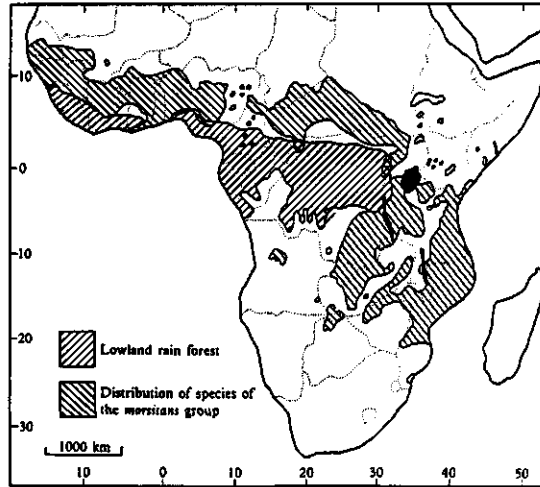 10
0
10
20
30
Lowland rain forest
Distribution of species of
the morsitans group
1000 km
10 0 10 20 30 40 50